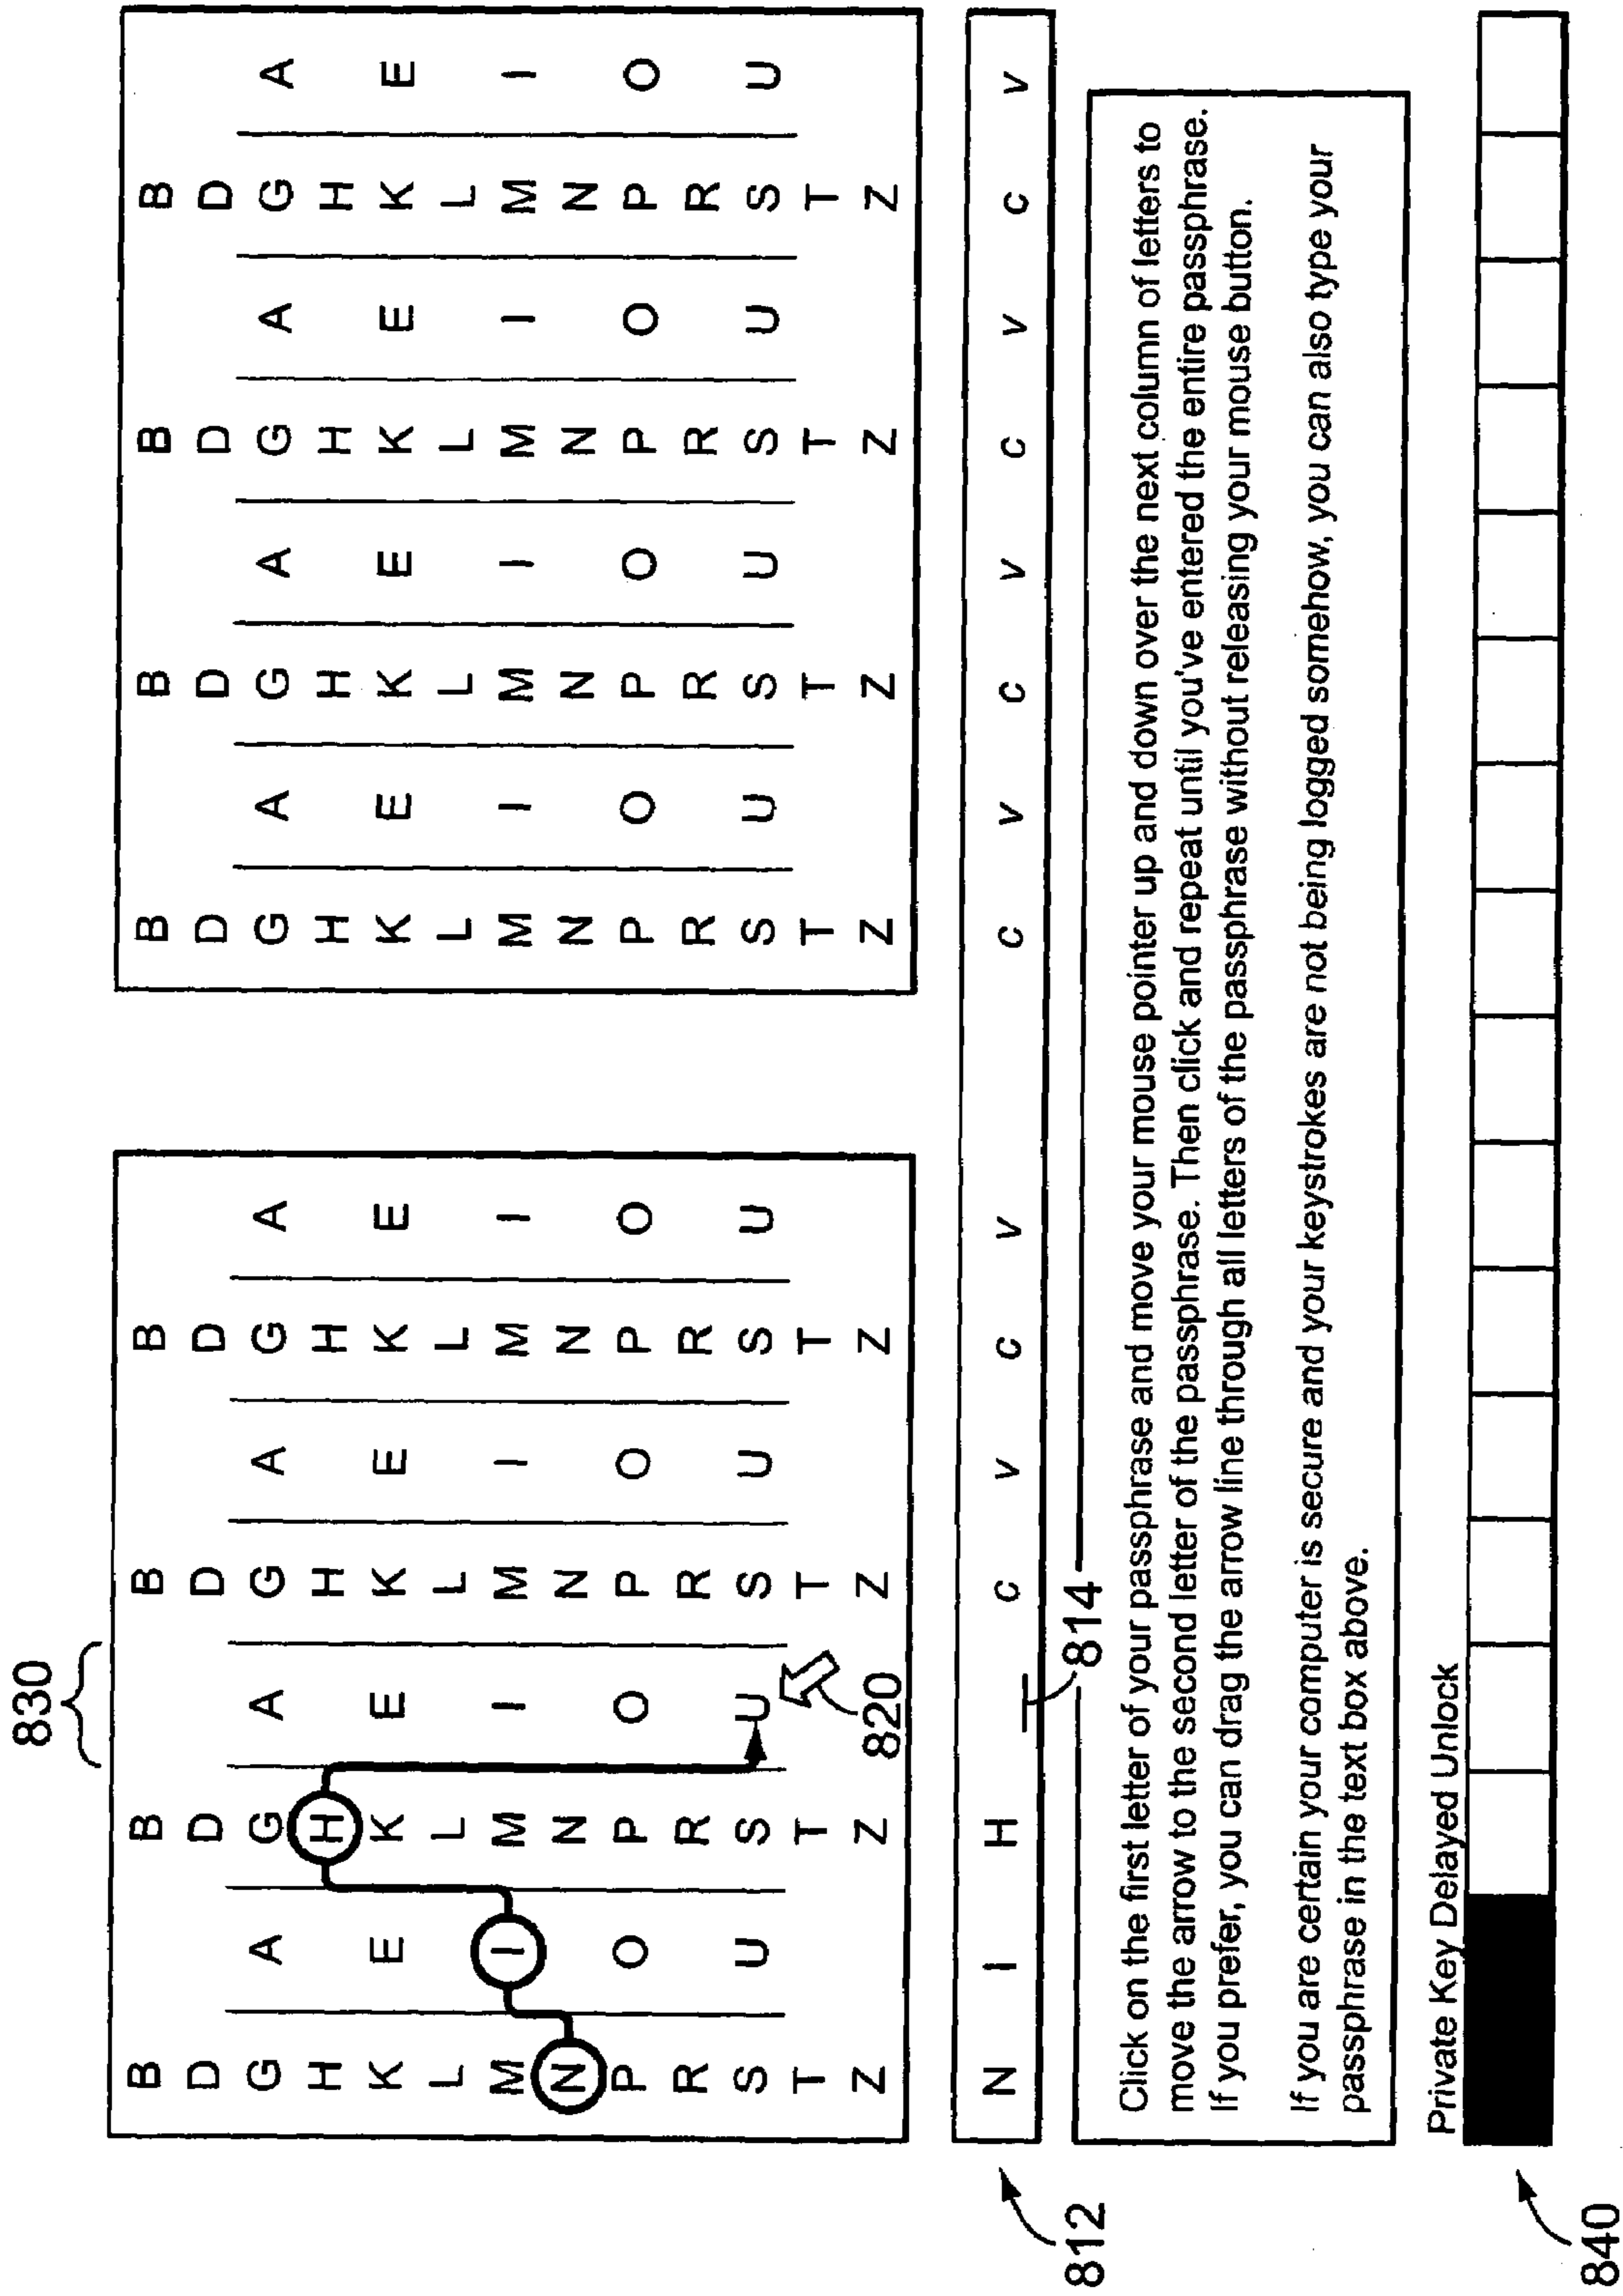 830
B B B B B B B B
D D D D D D D D
G A G A G A G A G A G A G A G A
H H H H H H H H
K E K E K E K E K E K E K E K E
L L L L L L L L
M I M I M I M I M I M I M I M I
N N N N N N N N
P O P O P O P O P O P O P O P O
R R R R R R R R
S U S U S U S U S U S U S U S U
T T T T T T T T
Z Z Z Z Z Z Z Z
820
812
N I H c v c v c v c v c v c v
814
Click on the first letter of your passphrase and move your mouse pointer up and down over the next column of letters to
move the arrow to the second letter of the passphrase. Then click and repeat until you've entered the entire passphrase.
If you prefer, you can drag the arrow line through all letters of the passphrase without releasing your mouse button.
If you are certain your computer is secure and your keystrokes are not being logged somehow, you can also type your
passphrase in the text box above.
Private Key Delayed Unlock
840